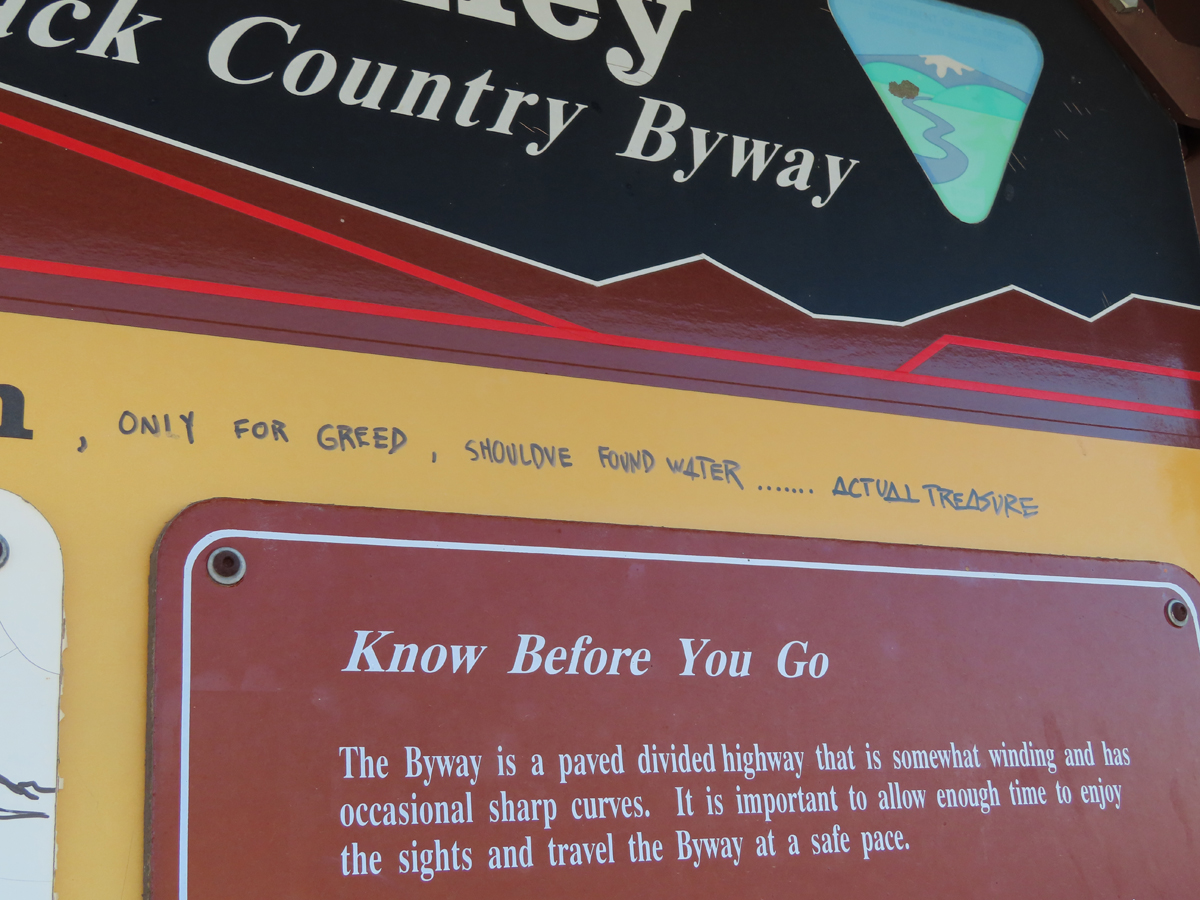 ck Country Byway
, ONLY FOR GREED , SHOULDVE FOUND WATER ....... ACTUAL TREASURE
Know Before You Go
The Byway is a paved divided highway that is somewhat winding and has
occasional sharp curves. It is important to allow enough time to enjoy
the sights and travel the Byway at a safe pace.